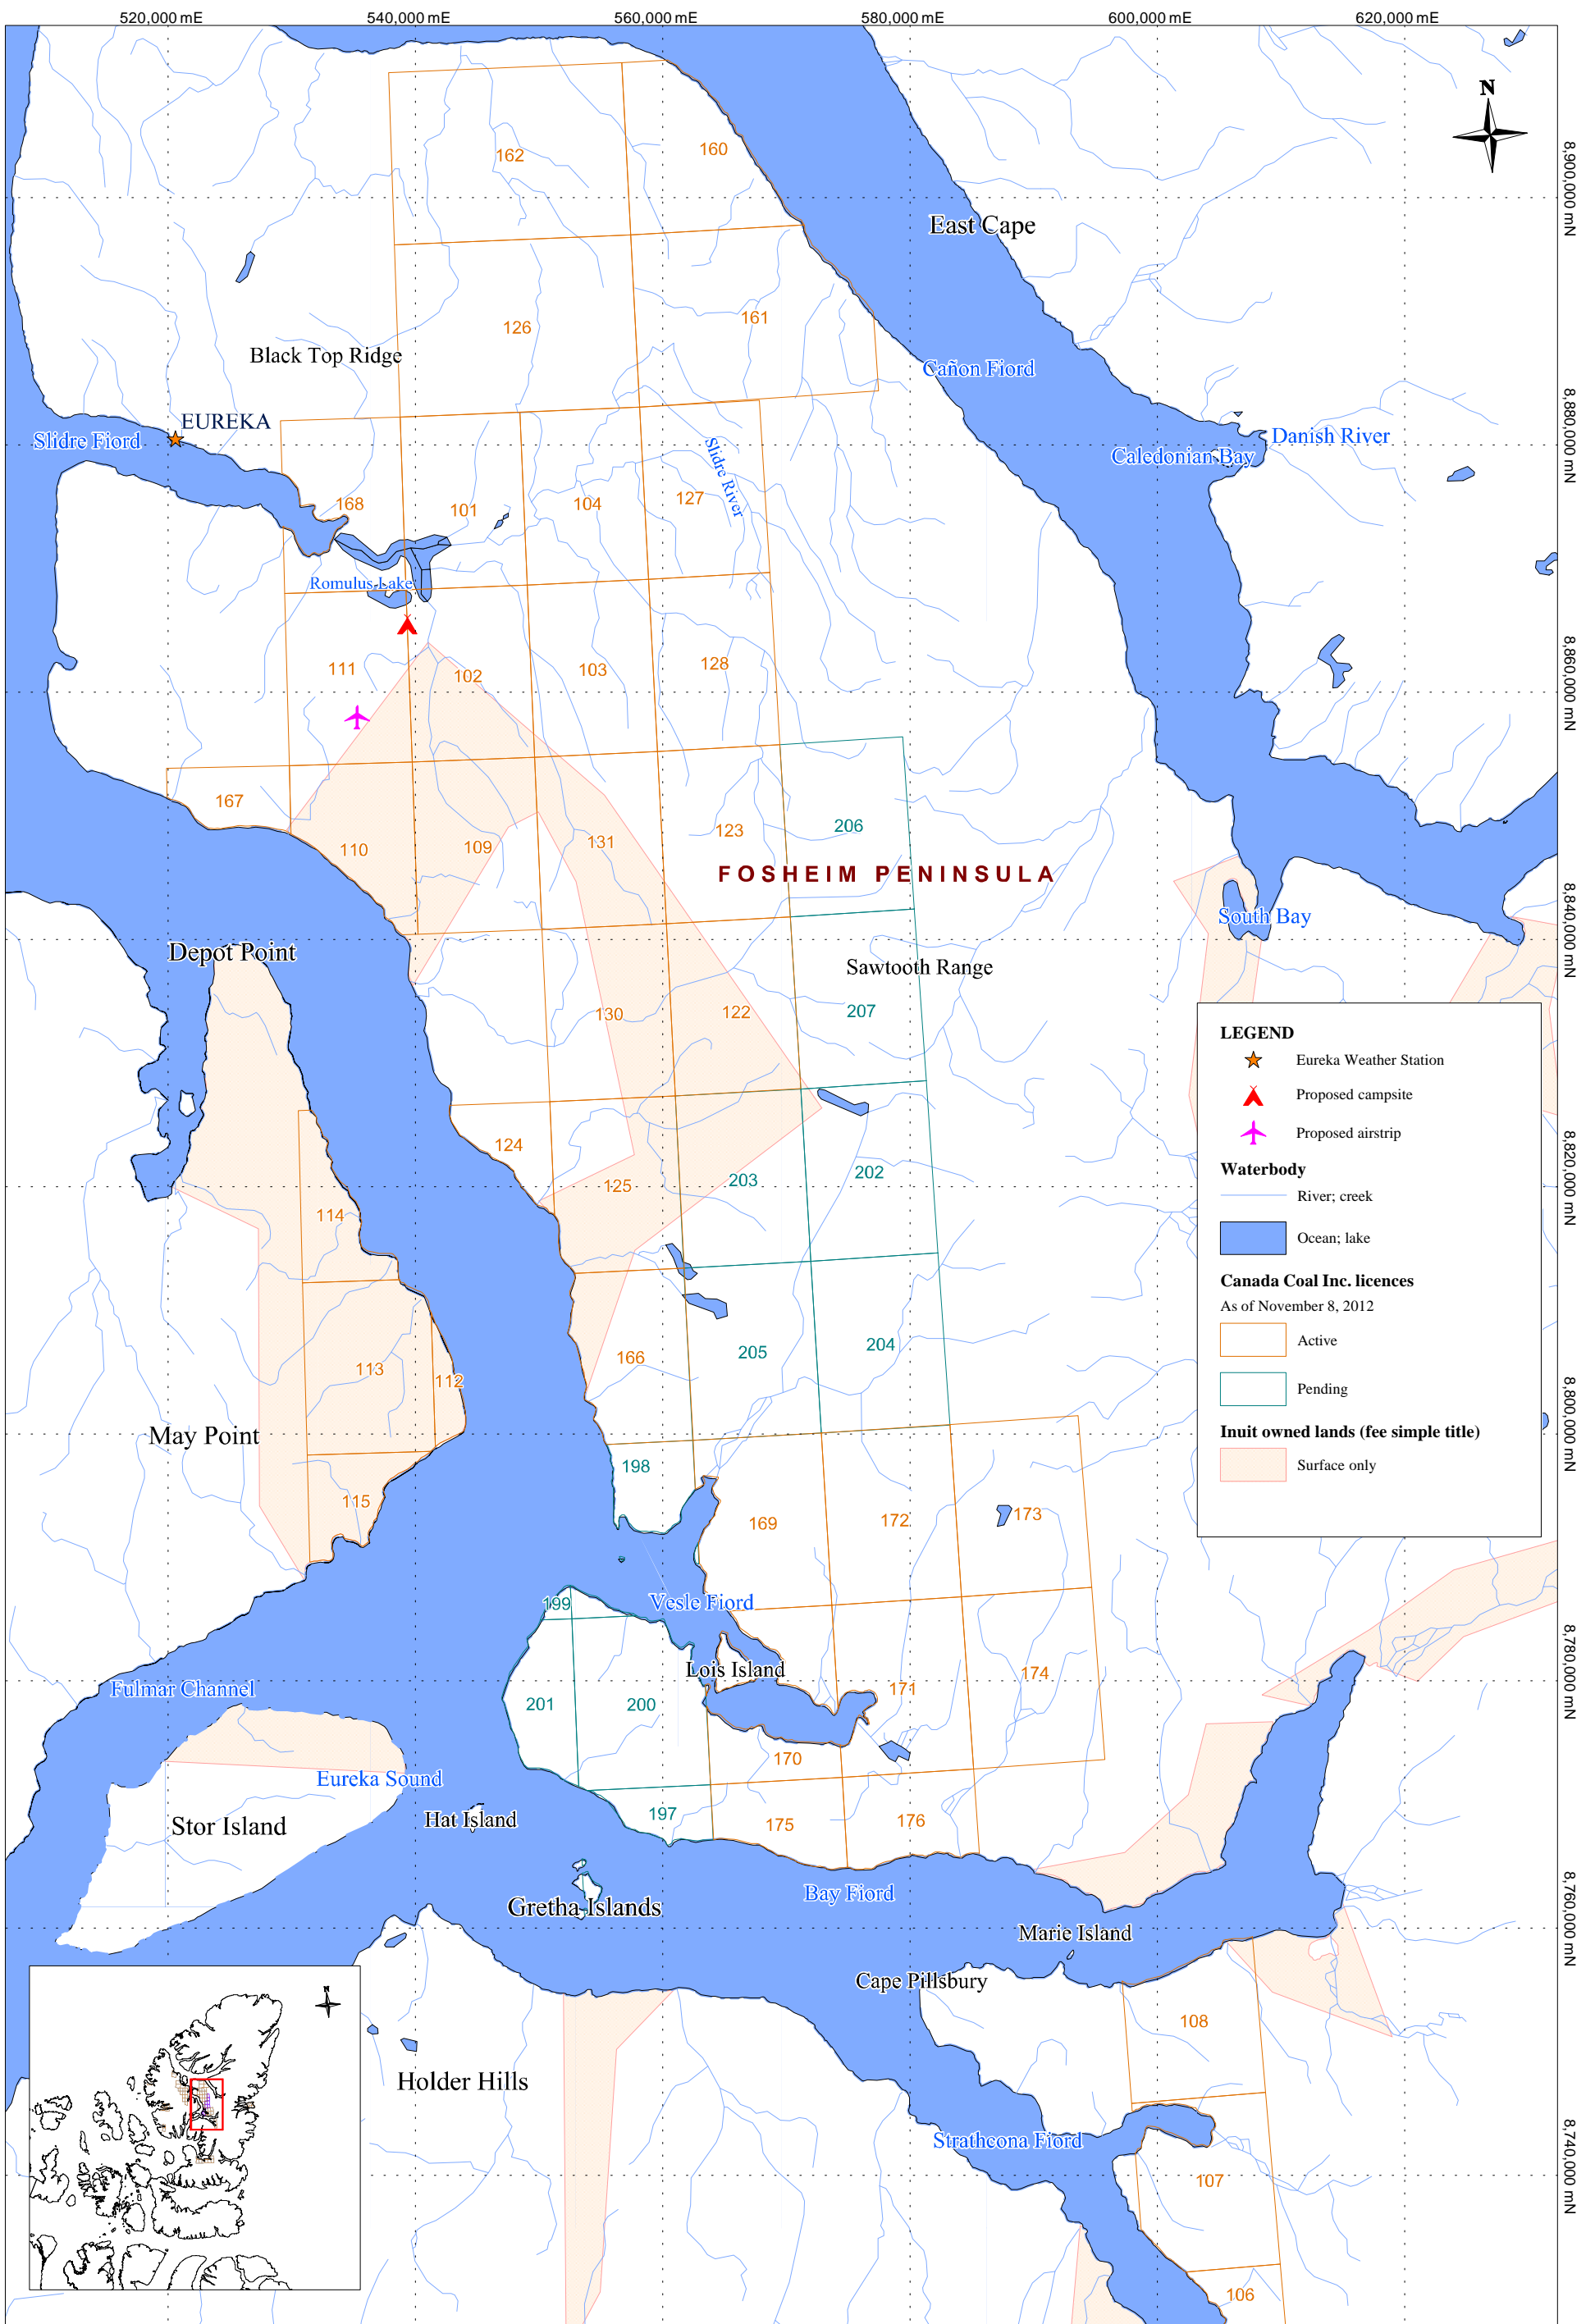 520,000 mE 540,000 mE 560,000 mE 580,000 mE 600,000 mE 620,000 mE
N
8,900,000 mN
162
160
East Cape
126
161
Black Top Ridge
Cañon Fiord
EUREKA
Slidre Fiord
8,880,000 mN
Danish River
Caledonian Bay
Slidre River
168
101
104
127
Romulus Lake
8,860,000 mN
111
102
103
128
167
110
109
131
123
206
FOSHEIM PENINSULA
8,840,000 mN
South Bay
Depot Point
Sawtooth Range
130
122
207
LEGEND
Eureka Weather Station
Proposed campsite
Proposed airstrip
Waterbody
River; creek
Ocean; lake
Canada Coal Inc. licences
As of November 8, 2012
Active
Pending
Inuit owned lands (fee simple title)
Surface only
124
125
203
202
8,820,000 mN
114
113
112
166
205
204
8,800,000 mN
May Point
198
115
169
172
173
199
Vesle Fiord
8,780,000 mN
Lois Island
174
Fulmar Channel
201
200
171
170
Eureka Sound
Stor Island
Hat Island
197
175
176
8,760,000 mN
Bay Fiord
Gretha Islands
Marie Island
Cape Pillsbury
N
108
Holder Hills
8,740,000 mN
Strathcona Fiord
107
106